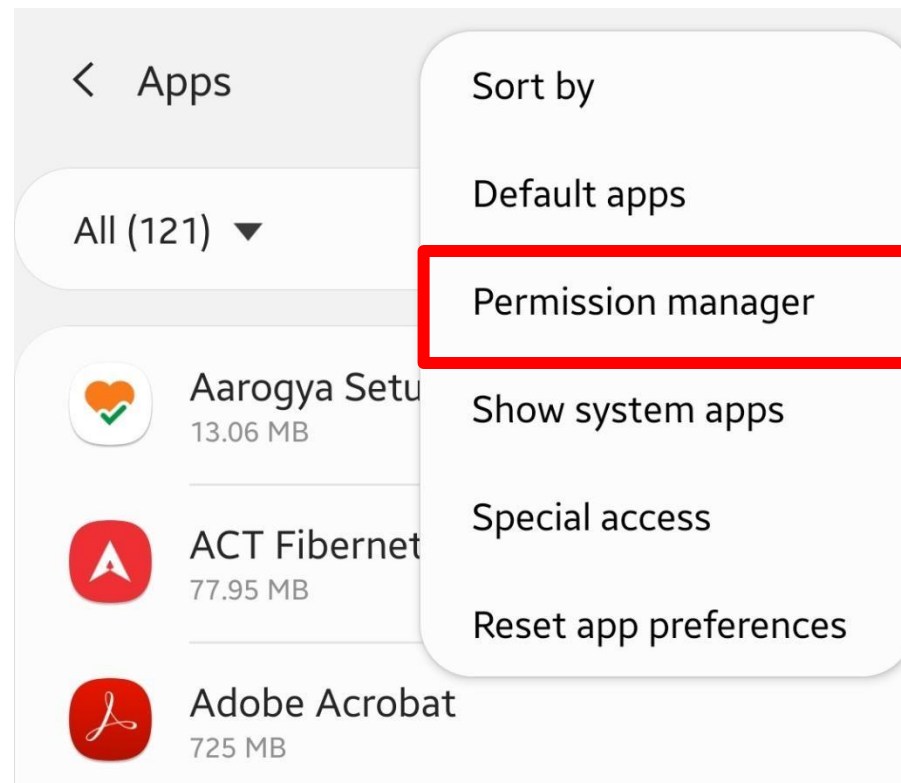 Apps
Sort by
Default apps
All (121)
Permission manager
Aarogya Setu
13.06 MB
Show system apps
ACT Fibernet
77.95 MB
Special access
Reset app preferences
Adobe Acrobat
725 MB